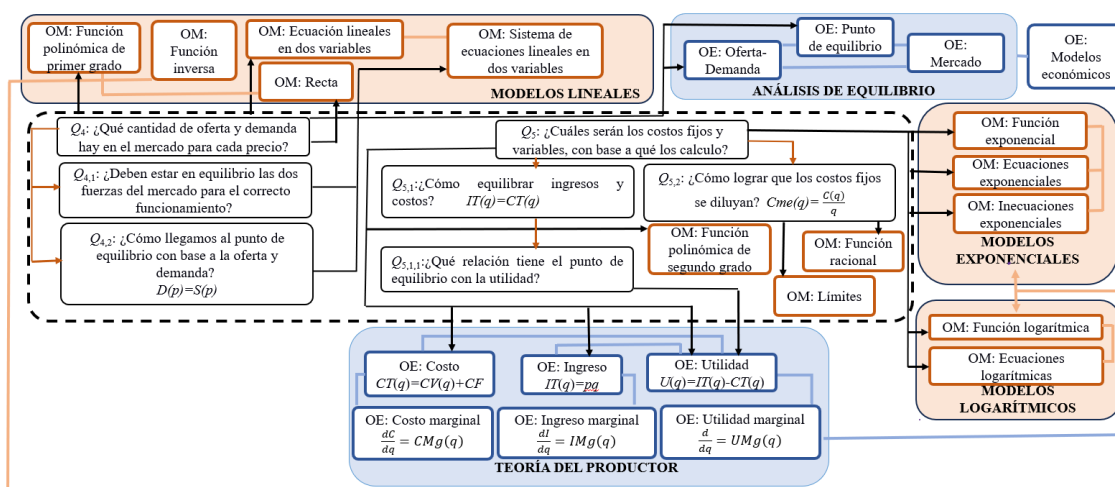 OM: Función
polinómica de
primer grado
OM:
Función
inversa
OM: Ecuación lineales
en dos variables
OM: Recta
OM: Sistema de
ecuaciones lineales en
dos variables
MODELOS LINEALES
OE: Oferta-
Demanda
OE: Punto
de equilibrio
OE:
Mercado
ANÁLISIS DE EQUILIBRIO
OE:
Modelos
económicos
Q4: ¿Qué cantidad de oferta y demanda
hay en el mercado para cada precio?
Q4,1: ¿Deben estar en equilibrio las dos
fuerzas del mercado para el correcto
funcionamiento?
Q4,2: ¿Cómo llegamos al punto de
equilibrio con base a la oferta y
demanda?
D(p)=S(p)
Q5: ¿Cuáles serán los costos fijos y
variables, con base a qué los calculo?
Q5,1:¿Cómo equilibrar ingresos y
costos? IT(q)=CT(q)
Q5,2: ¿Cómo lograr que los costos fijos
se diluyan? Cme(q)= C(q)/q
Q5,1,1:¿Qué relación tiene el punto de
equilibrio con la utilidad?
OM: Función
polinómica de
segundo grado
OM: Función
racional
OM: Límites
OM: Función
exponencial
OM: Ecuaciones
exponenciales
OM: Inecuaciones
exponenciales
MODELOS
EXPONENCIALES
OM: Función logarítmica
OM: Ecuaciones
logarítmicas
MODELOS
LOGARÍTMICOS
OE: Costo
CT(q)=CV(q)+CF
OE: Ingreso
IT(q)=pq
OE: Utilidad
U(q)=IT(q)-CT(q)
OE: Costo marginal
dC/dq = CMg(q)
OE: Ingreso marginal
dI/dq = IMg(q)
OE: Utilidad marginal
d/dq = UMg(q)
TEORÍA DEL PRODUCTOR